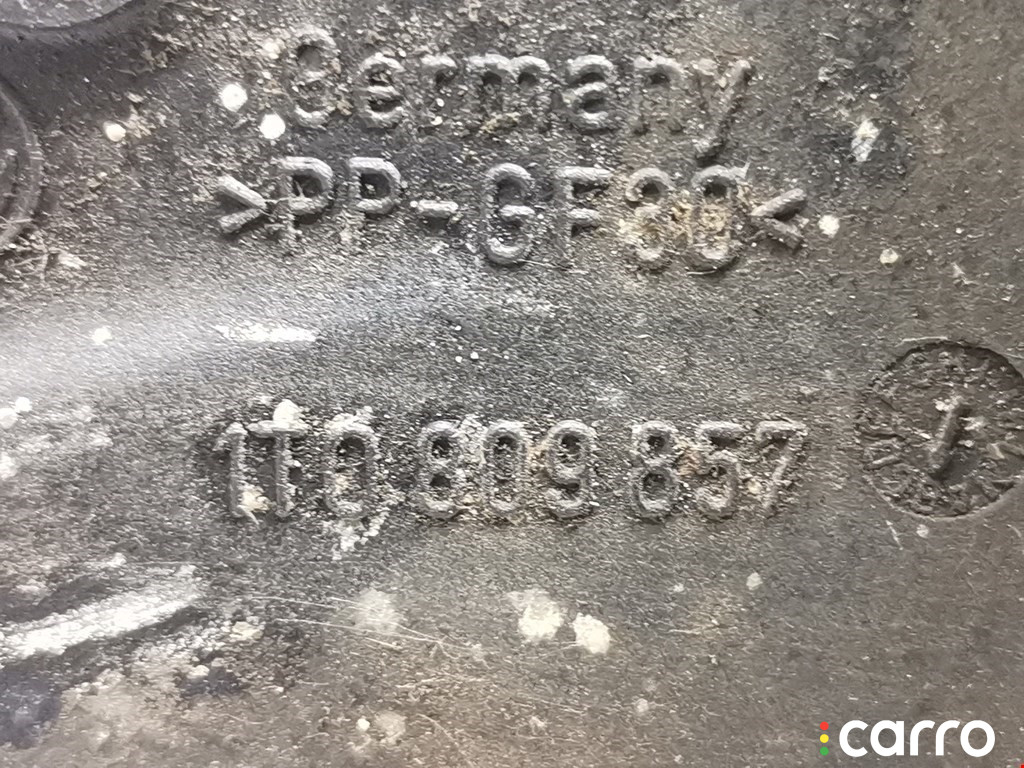 Germany
>PP-GF30<
1T0 809 857
carro